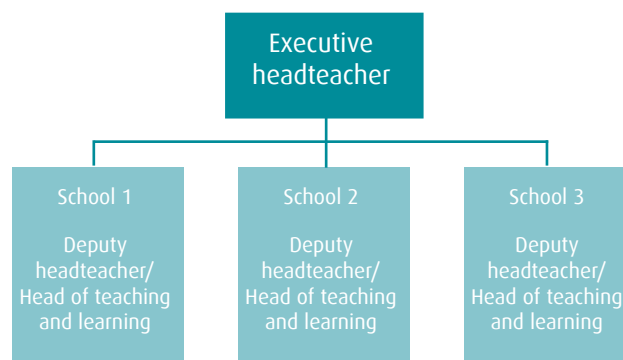 Executive
headteacher
School 1
Deputy
headteacher/
Head of teaching
and learning
School 2
Deputy
headteacher/
Head of teaching
and learning
School 3
Deputy
headteacher/
Head of teaching
and learning